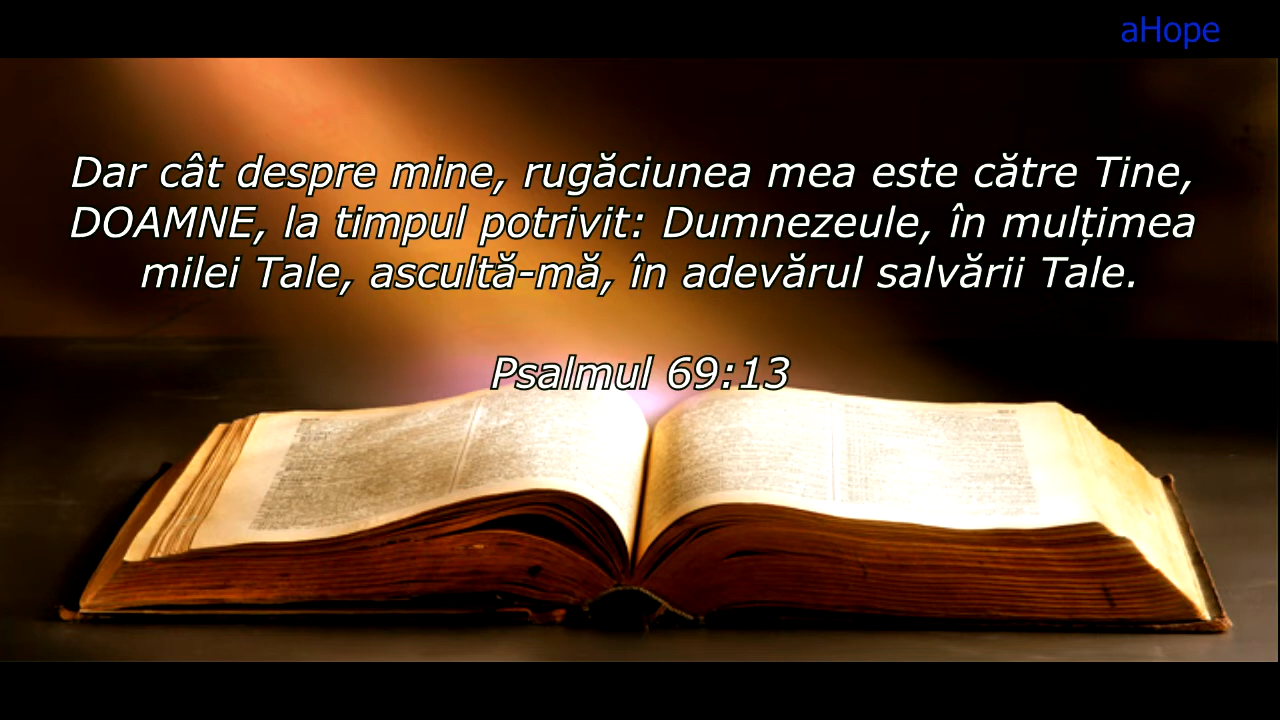 aHope
Dar cât despre mine, rugăciunea mea este către Tine,
DOAMNE, la timpul potrivit: Dumnezeule, în mulțimea
milei Tale, ascultă-mă, în adevărul salvării Tale.
Psalmul 69:13